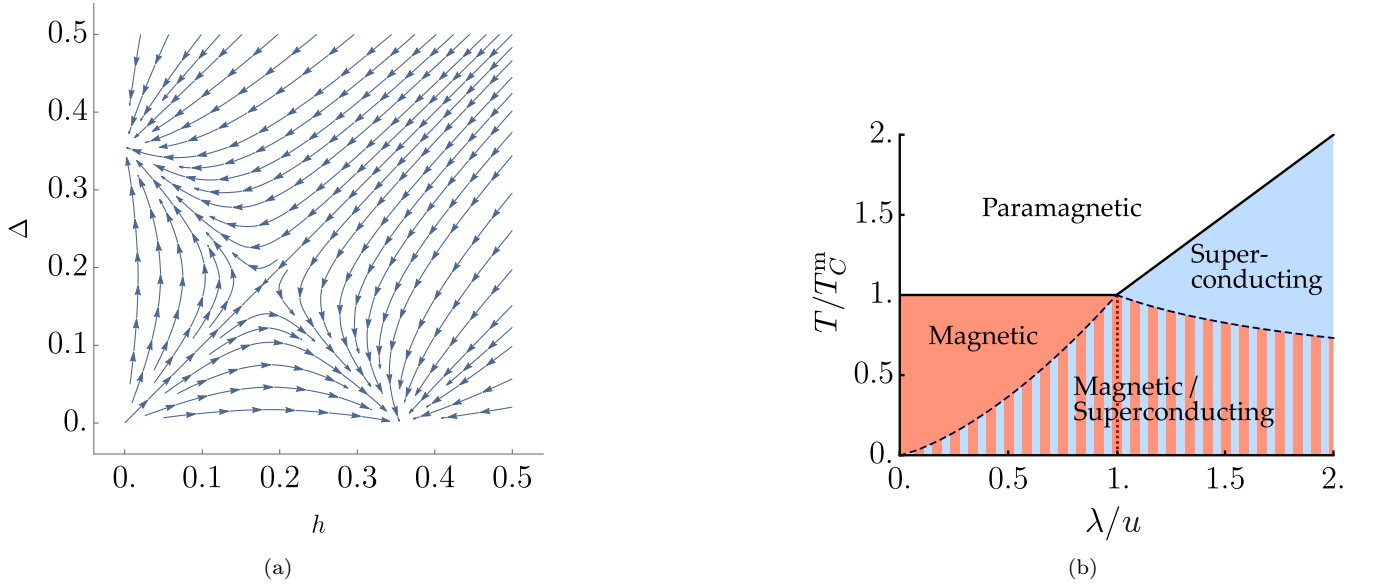 0.5
0.4
0.3
0.2
0.1
0.
Δ
0. 0.1 0.2 0.3 0.4 0.5
h
(a)
2.
1.5
1.
0.5
0.
T/T_C^m
Paramagnetic
Super-
conducting
Magnetic
Magnetic /
Superconducting
0. 0.5 1. 1.5 2.
λ/u
(b)